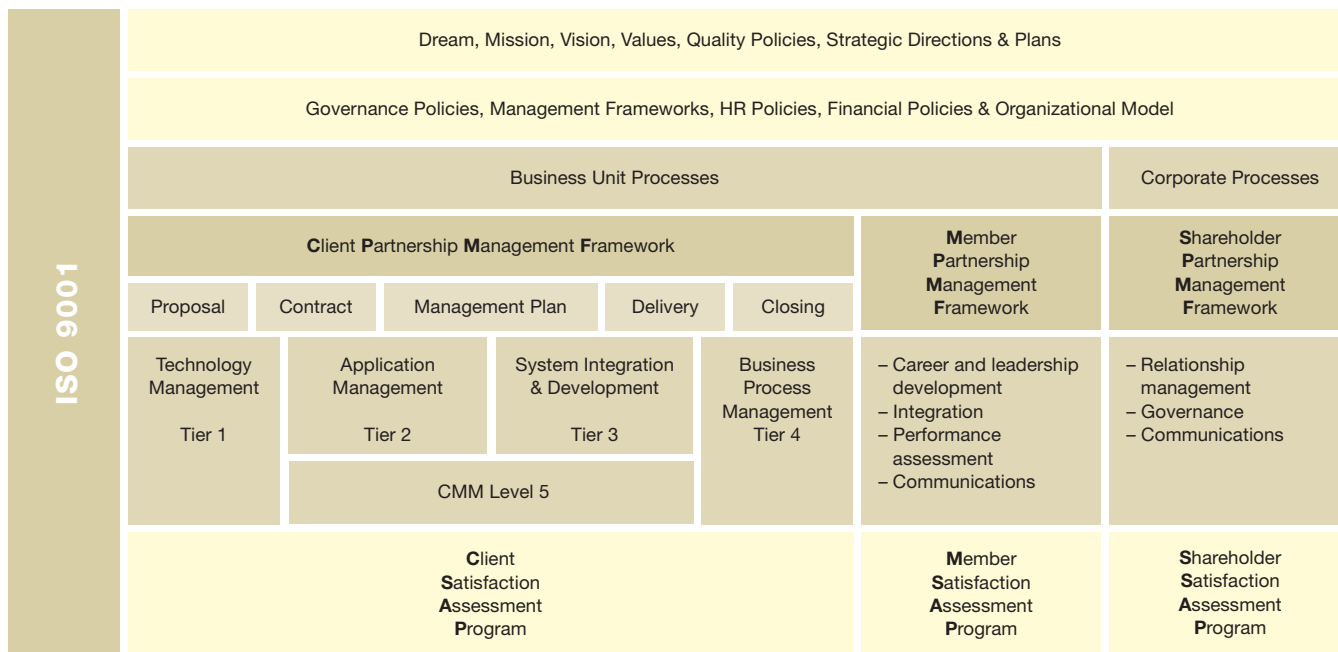 ISO 9001
Dream, Mission, Vision, Values, Quality Policies, Strategic Directions & Plans
Governance Policies, Management Frameworks, HR Policies, Financial Policies & Organizational Model
Business Unit Processes
Corporate Processes
Client Partnership Management Framework
Member
Partnership
Management
Framework
Shareholder
Partnership
Management
Framework
Proposal
Contract
Management Plan
Delivery
Closing
Technology
Management
Tier 1
Application
Management
Tier 2
System Integration
& Development
Tier 3
Business
Process
Management
Tier 4
CMM Level 5
– Career and leadership
development
– Integration
– Performance
assessment
– Communications
– Relationship
management
– Governance
– Communications
Client
Satisfaction
Assessment
Program
Member
Satisfaction
Assessment
Program
Shareholder
Satisfaction
Assessment
Program